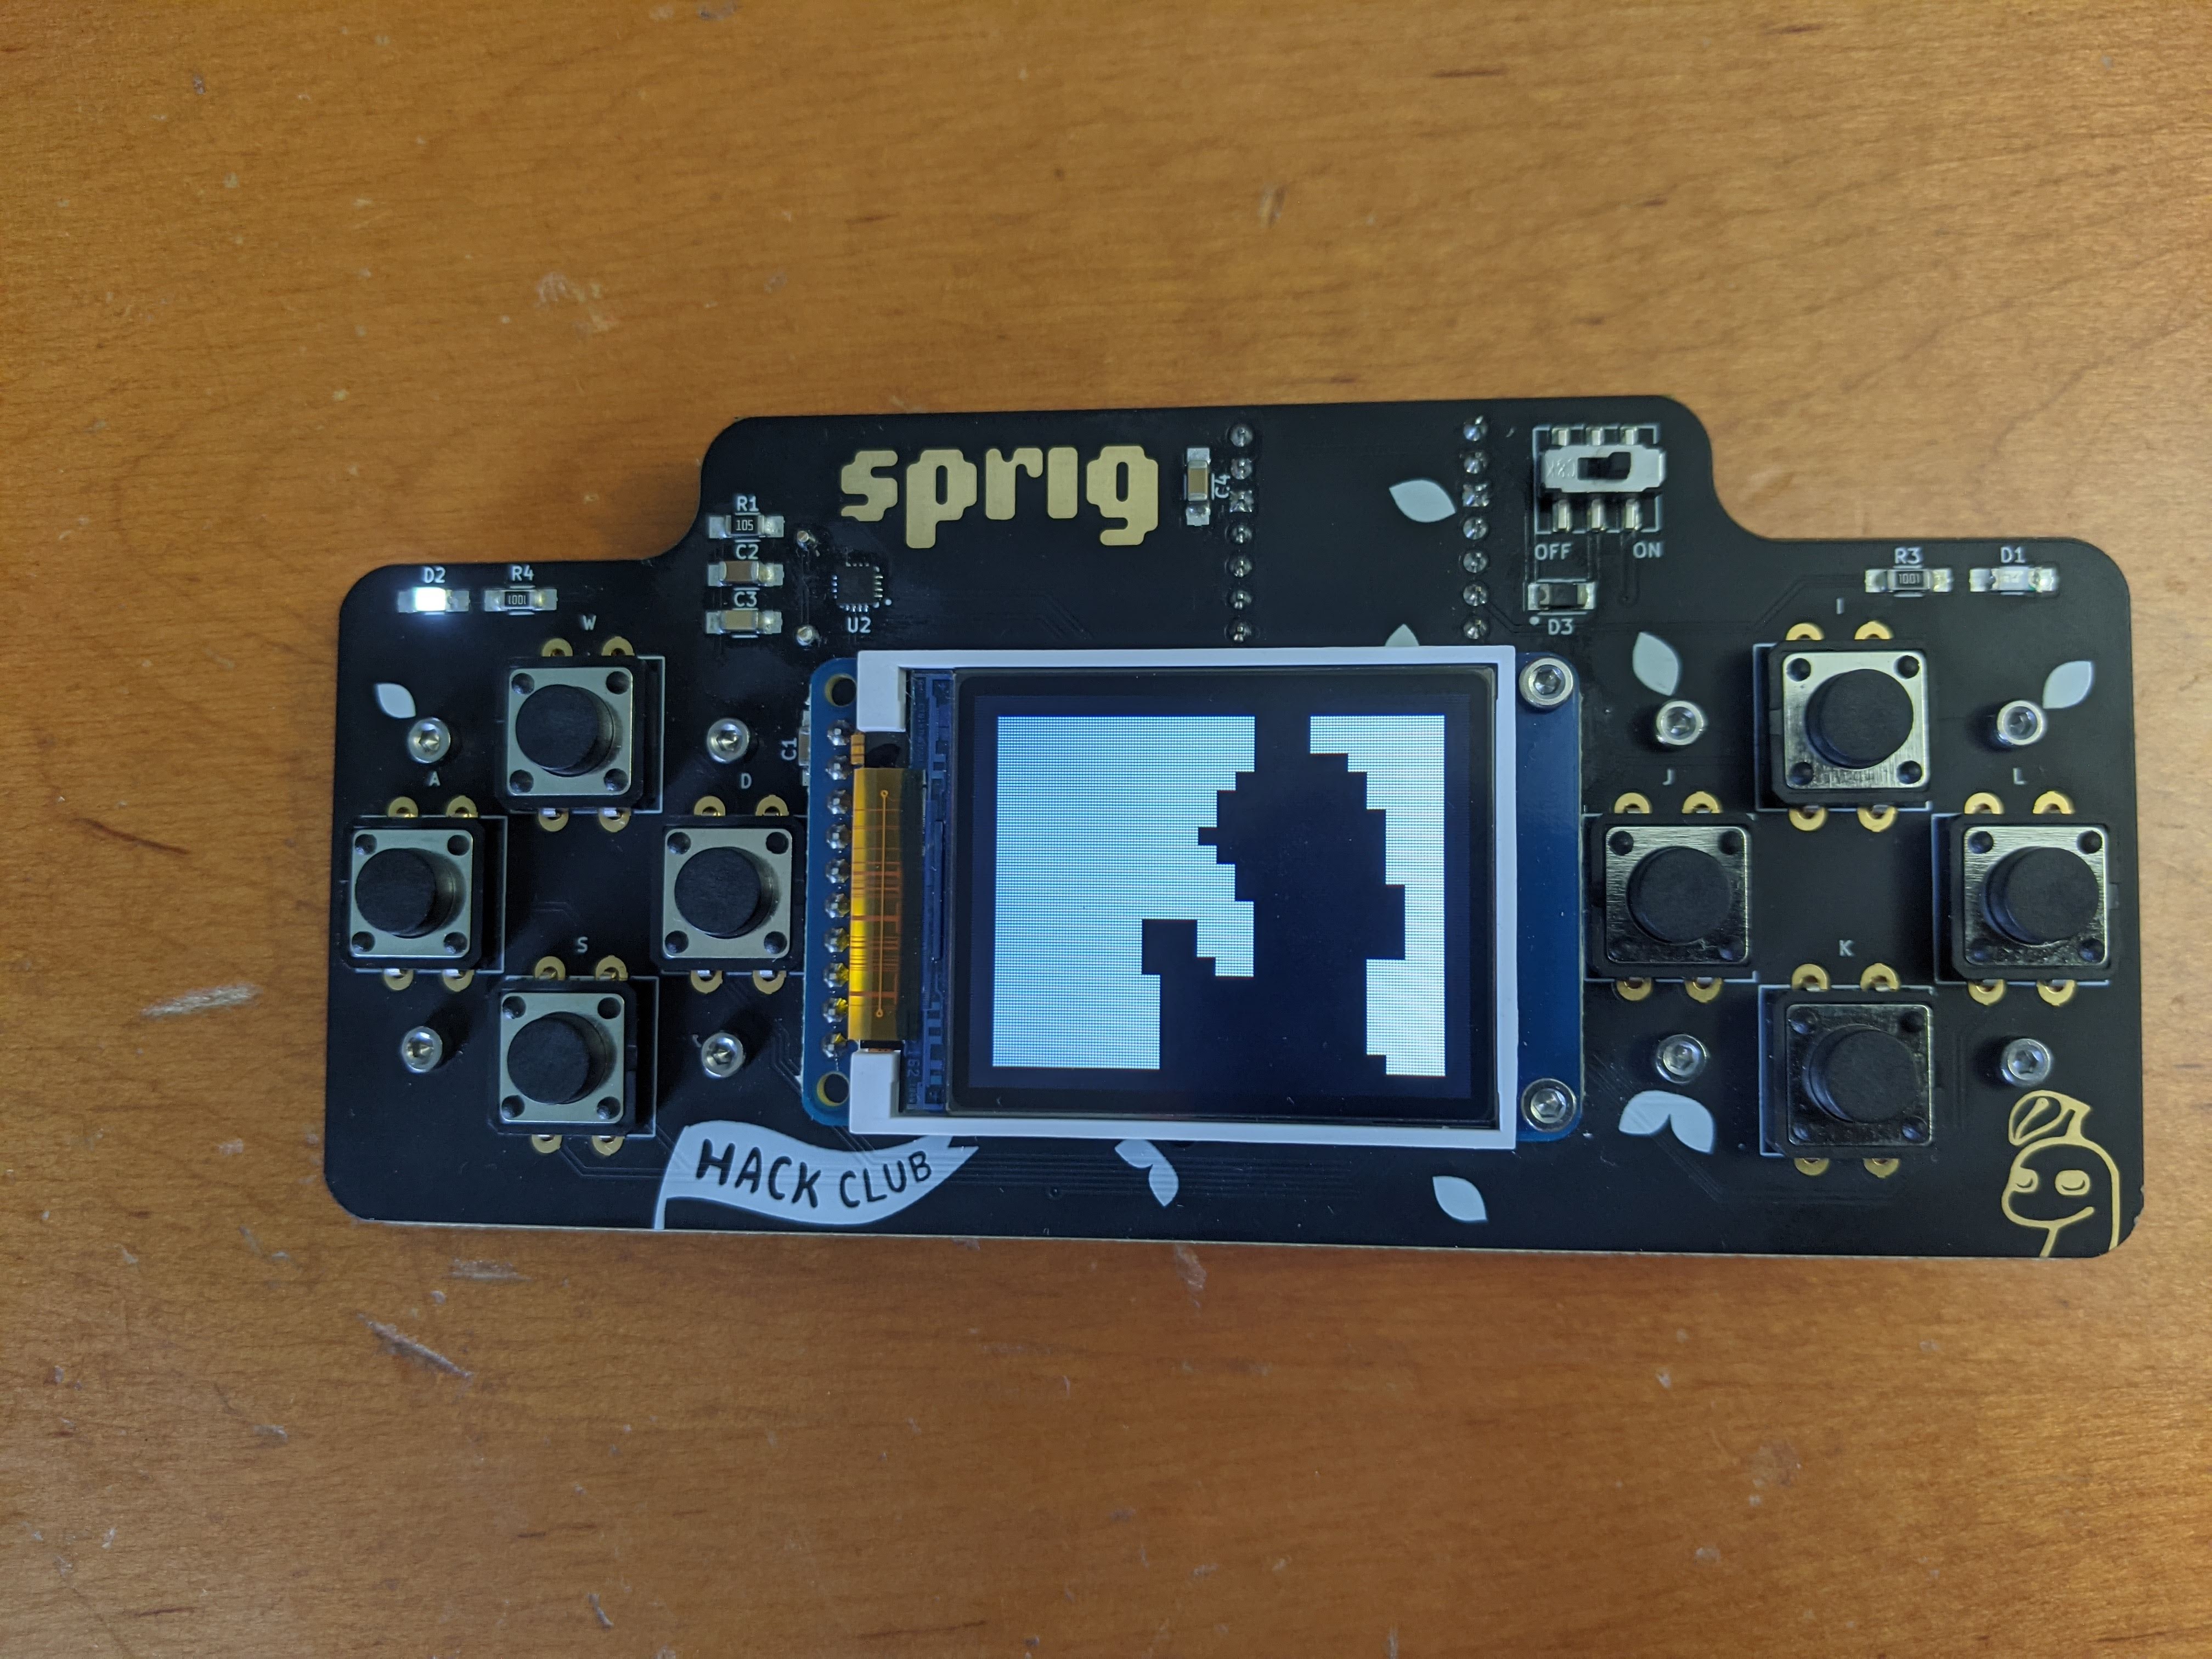 sprig
C4
R1
105
C2
C3
U2
OFF ON
D3
D2 R4
1001
R3 D1
1001
W
A
D
S
C1
I
J
L
K
HACK CLUB